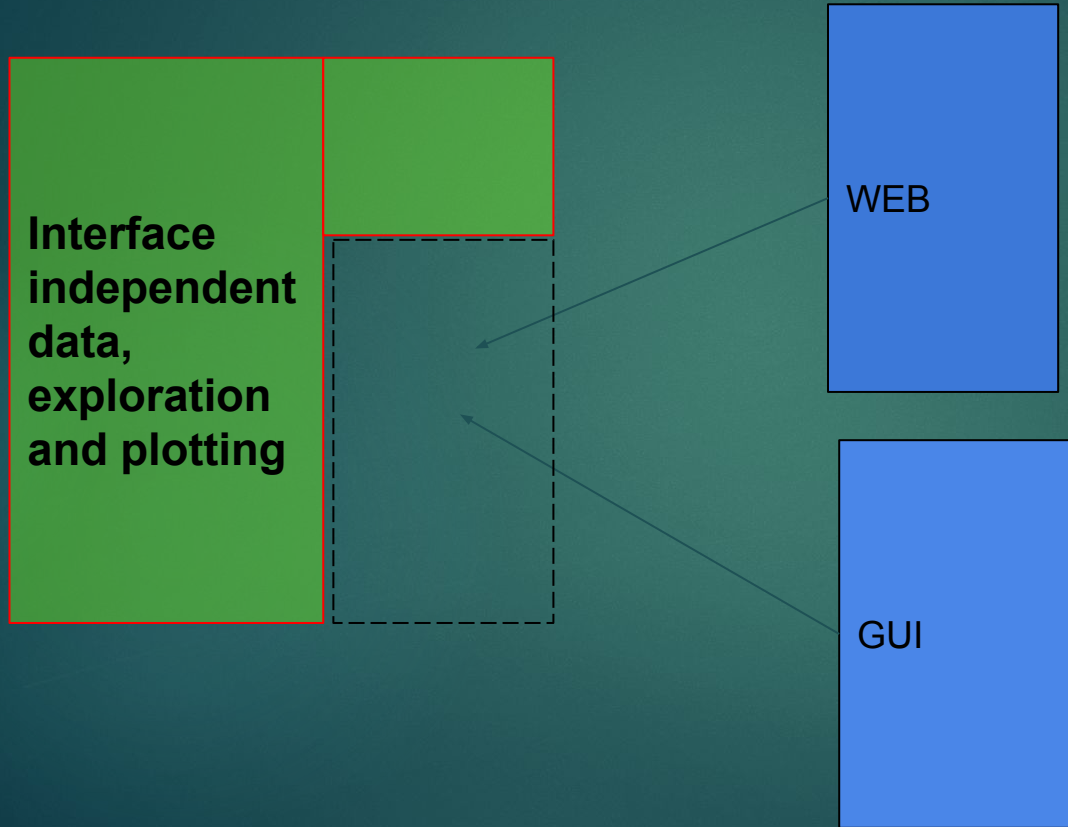 Interface
independent
data,
exploration
and plotting
WEB
GUI